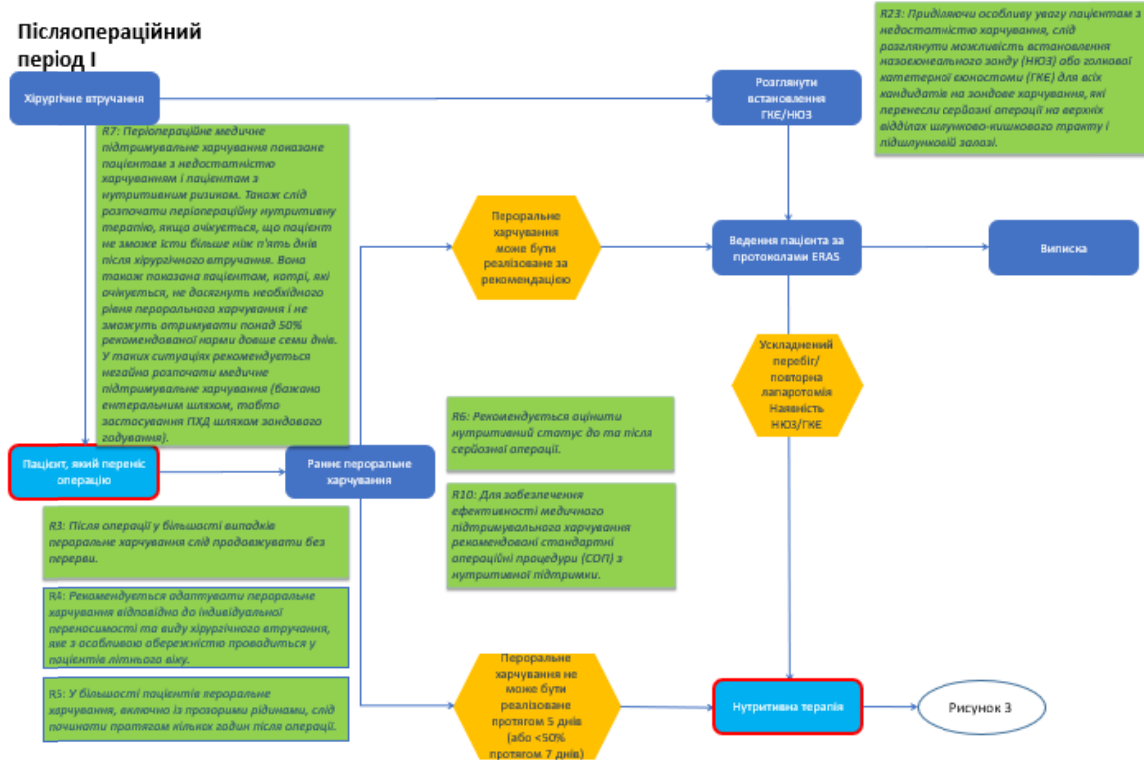 Післяопераційний
період І
Хірургічне втручання
Розглянути
встановлення
ГКЄ/НЮЗ
R23: Приділяючи особливу увагу пацієнтам з
недостатністю харчування, слід
розглянути можливість встановлення
назоєюнеального зонду (НЮЗ) або голкової
катетерної єюностоми (ГКЄ) для всіх
кандидатів на зондове харчування, які
перенесли серйозні операції на верхніх
відділах шлунково-кишкового тракту і
підшлунковій залозі.
R7: Періопераційне медичне
підтримувальне харчування показане
пацієнтам з недостатністю
харчуванням і пацієнтам з
нутритивним ризиком. Також слід
розпочати періопераційну нутритивну
терапію, якщо очікується, що пацієнт
не зможе їсти більше ніж п'ять днів
після хірургічного втручання. Вона
також показана пацієнтам, котрі, які
очікується, не досягнуть необхідного
рівня перорального харчування і не
зможуть отримувати понад 50%
рекомендованої норми довше семи днів.
У таких ситуаціях рекомендується
негайно розпочати медичне
підтримувальне харчування (бажано
ентеральним шляхом, тобто
застосування ПХД шляхом зондового
годування).
Пероральне
харчування
може бути
реалізоване за
рекомендацією
Ведення пацієнта за
протоколами ERAS
Виписка
Ускладнений
перебіг/
повторна
лапаротомія
Наявність
НЮЗ/ГКЄ
R6: Рекомендується оцінити
нутритивний статус до та після
серйозної операції.
Пацієнт, який переніс
операцію
Раннє пероральне
харчування
R10: Для забезпечення
ефективності медичного
підтримувального харчування
рекомендовані стандартні
операційні процедури (СОП) з
нутритивної підтримки.
R3: Після операції у більшості випадків
пероральне харчування слід продовжувати без
перерви.
R4: Рекомендується адаптувати пероральне
харчування відповідно до індивідуальної
переносимості та виду хірургічного втручання,
яке з особливою обережністю проводиться у
пацієнтів літнього віку.
R5: У більшості пацієнтів пероральне
харчування, включно із прозорими рідинами, слід
починати протягом кількох годин після операції.
Пероральне
харчування не
може бути
реалізоване
протягом 5 днів
(або <50%
протягом 7 днів)
Нутритивна терапія
Рисунок 3